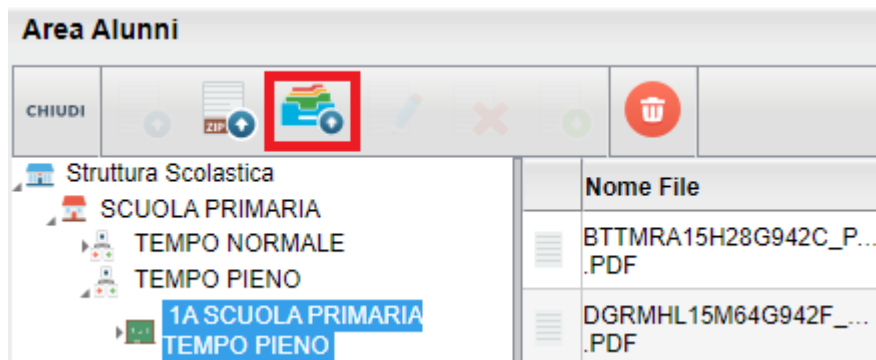 Area Alunni
CHIUDI
ZIP
Struttura Scolastica
SCUOLA PRIMARIA
TEMPO NORMALE
TEMPO PIENO
1A SCUOLA PRIMARIA
TEMPO PIENO
Nome File
BTTMRA15H28G942C_P...
.PDF
DGRMHL15M64G942F_...
.PDF